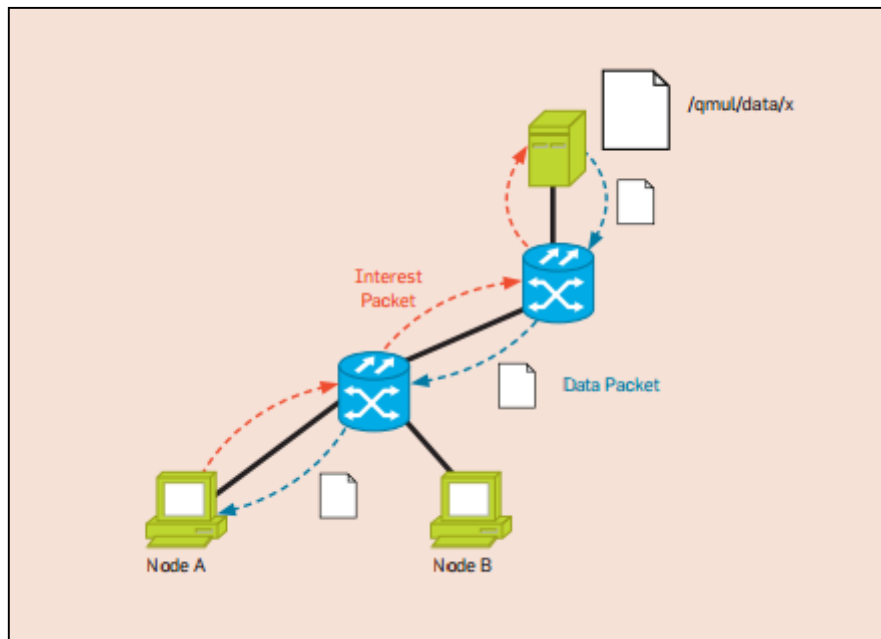 /qmul/data/x
Interest
Packet
Data Packet
Node A
Node B